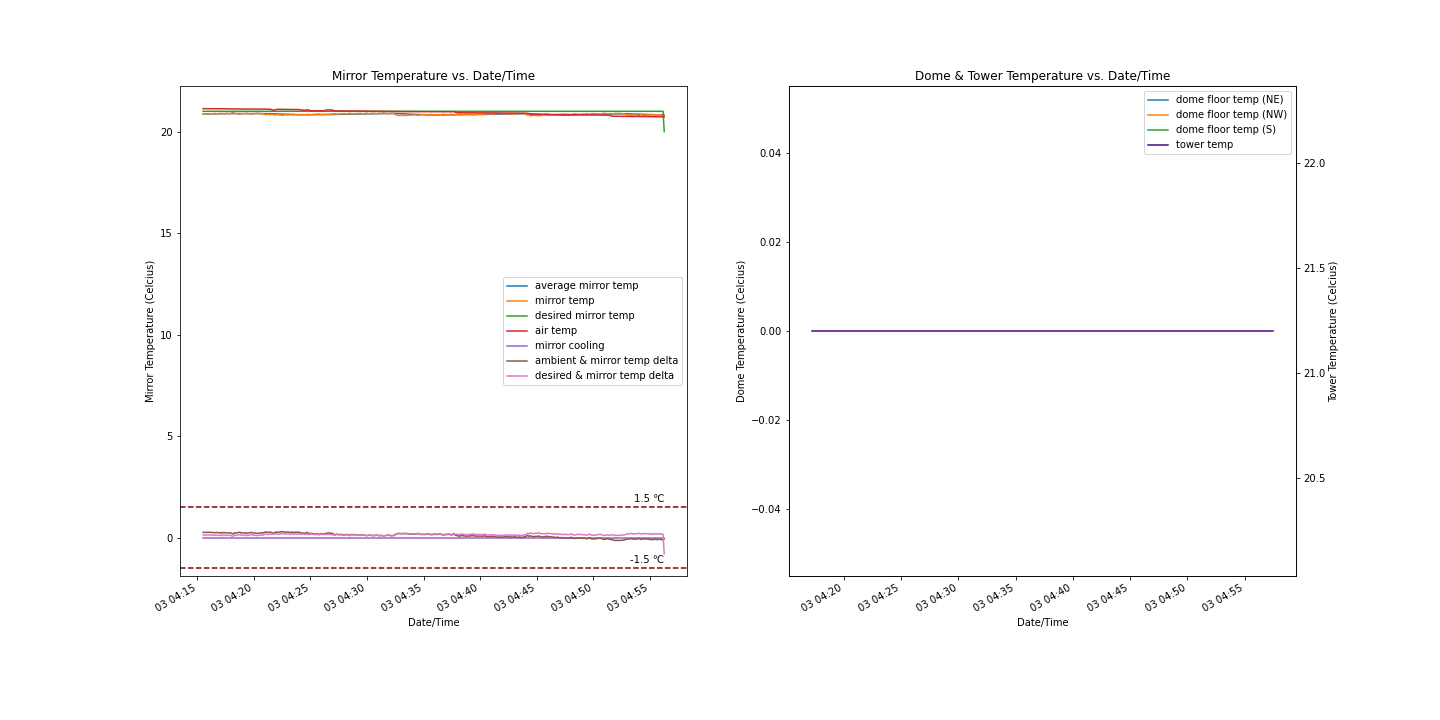 Mirror Temperature vs. Date/Time
Mirror Temperature (Celcius)
20
15
10
5
0
average mirror temp
mirror temp
desired mirror temp
air temp
mirror cooling
ambient & mirror temp delta
desired & mirror temp delta
1.5 °C
-1.5 °C
03 04:15
03 04:20
03 04:25
03 04:30
03 04:35
03 04:40
03 04:45
03 04:50
03 04:55
Date/Time
Dome & Tower Temperature vs. Date/Time
Dome Temperature (Celcius)
0.04
0.02
0.00
−0.02
−0.04
dome floor temp (NE)
dome floor temp (NW)
dome floor temp (S)
tower temp
22.0
21.5
21.0
20.5
Tower Temperature (Celcius)
03 04:20
03 04:25
03 04:30
03 04:35
03 04:40
03 04:45
03 04:50
03 04:55
Date/Time